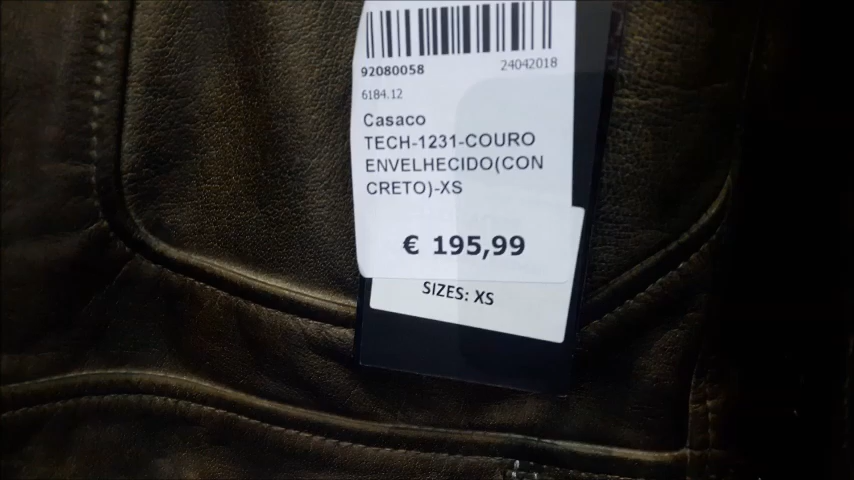 92080058 24042018
6184.12
Casaco
TECH-1231-COURO
ENVELHECIDO(CON
CRETO)-XS
€ 195,99
SIZES: XS